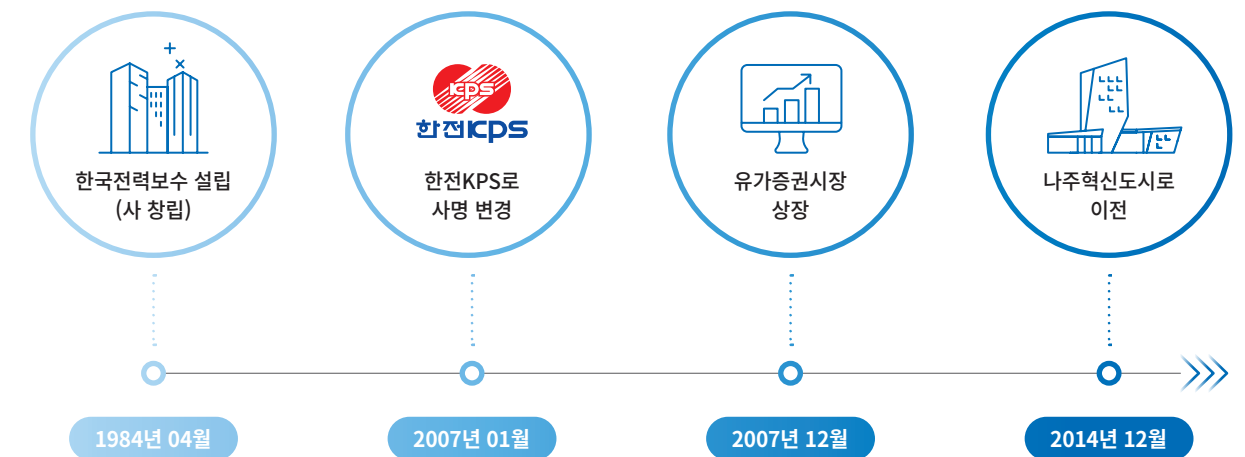 KPS
한전KPS
한국전력보수 설립
(사 창립)
한전KPS로
사명 변경
유가증권시장
상장
나주혁신도시로
이전
1984년 04월
2007년 01월
2007년 12월
2014년 12월